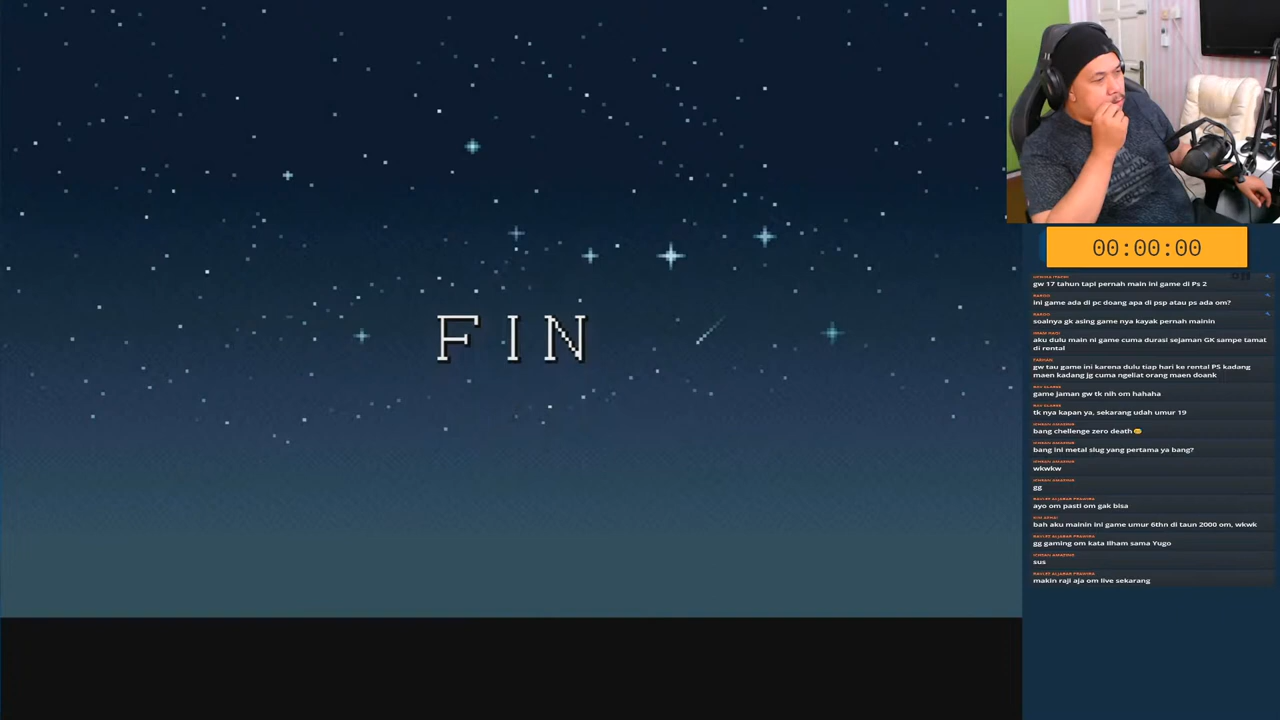 FIN
00:00:00
gw 17 tahun tapi pernah main ini game di Ps 2
ini game ada di pc doang apa di psp atau ps ada om?
soalnya gk asing game nya kayak pernah mainin
aku dulu main ni game cuma durasi sejaman GK sampe tamat
di rental
FARHAN
gw tau game ini karena dulu tiap hari ke rental PS kadang
maen kadang jg cuma ngeliat orang maen doank
game jaman gw tk nih om hahaha
tk nya kapan ya, sekarang udah umur 19
bang chellenge zero death
bang ini metal slug yang pertama ya bang?
wkwkw
gg
ayo om pasti om gak bisa
bah aku mainin ini game umur 6thn di taun 2000 om, wkwk
gg gaming om kata Ilham sama Yugo
sus
makin raji aja om live sekarang